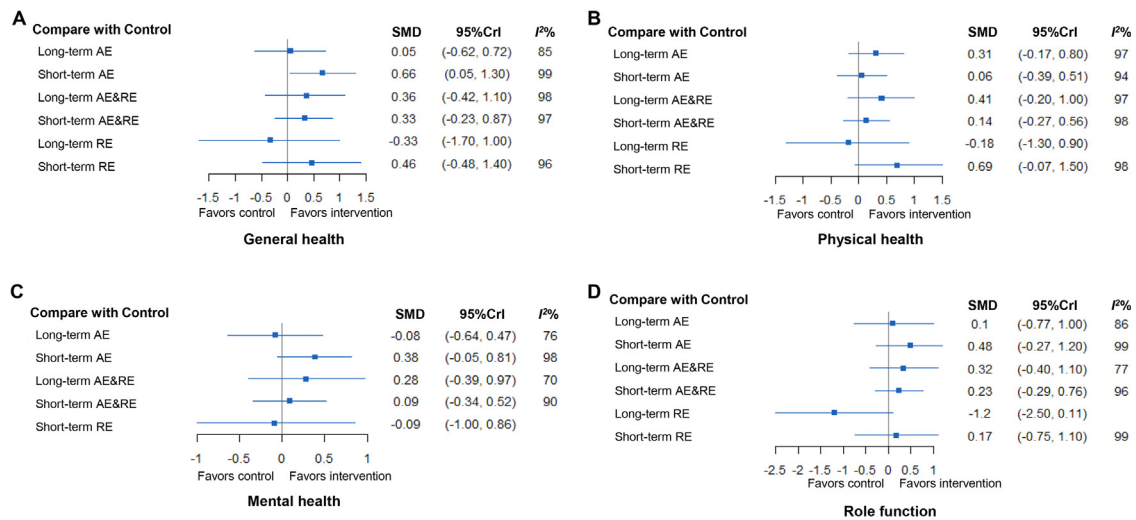 A
Compare with Control SMD 95%CrI I²%
Long-term AE 0.05 (-0.62, 0.72) 85
Short-term AE 0.66 (0.05, 1.30) 99
Long-term AE&RE 0.36 (-0.42, 1.10) 98
Short-term AE&RE 0.33 (-0.23, 0.87) 97
Long-term RE -0.33 (-1.70, 1.00)
Short-term RE 0.46 (-0.48, 1.40) 96
-1.5 -1 -0.5 0 0.5 1 1.5
Favors control Favors intervention
General health
B
Compare with Control SMD 95%CrI I²%
Long-term AE 0.31 (-0.17, 0.80) 97
Short-term AE 0.06 (-0.39, 0.51) 94
Long-term AE&RE 0.41 (-0.20, 1.00) 97
Short-term AE&RE 0.14 (-0.27, 0.56) 98
Long-term RE -0.18 (-1.30, 0.90)
Short-term RE 0.69 (-0.07, 1.50) 98
-1.5 -1 -0.5 0 0.5 1 1.5
Favors control Favors intervention
Physical health
C
Compare with Control SMD 95%CrI I²%
Long-term AE -0.08 (-0.64, 0.47) 76
Short-term AE 0.38 (-0.05, 0.81) 98
Long-term AE&RE 0.28 (-0.39, 0.97) 70
Short-term AE&RE 0.09 (-0.34, 0.52) 90
Short-term RE -0.09 (-1.00, 0.86)
-1 -0.5 0 0.5 1
Favors control Favors intervention
Mental health
D
Compare with Control SMD 95%CrI I²%
Long-term AE 0.1 (-0.77, 1.00) 86
Short-term AE 0.48 (-0.27, 1.20) 99
Long-term AE&RE 0.32 (-0.40, 1.10) 77
Short-term AE&RE 0.23 (-0.29, 0.76) 96
Long-term RE -1.2 (-2.50, 0.11)
Short-term RE 0.17 (-0.75, 1.10) 99
-2.5 -2 -1.5 -1 -0.5 0 0.5 1
Favors control Favors intervention
Role function